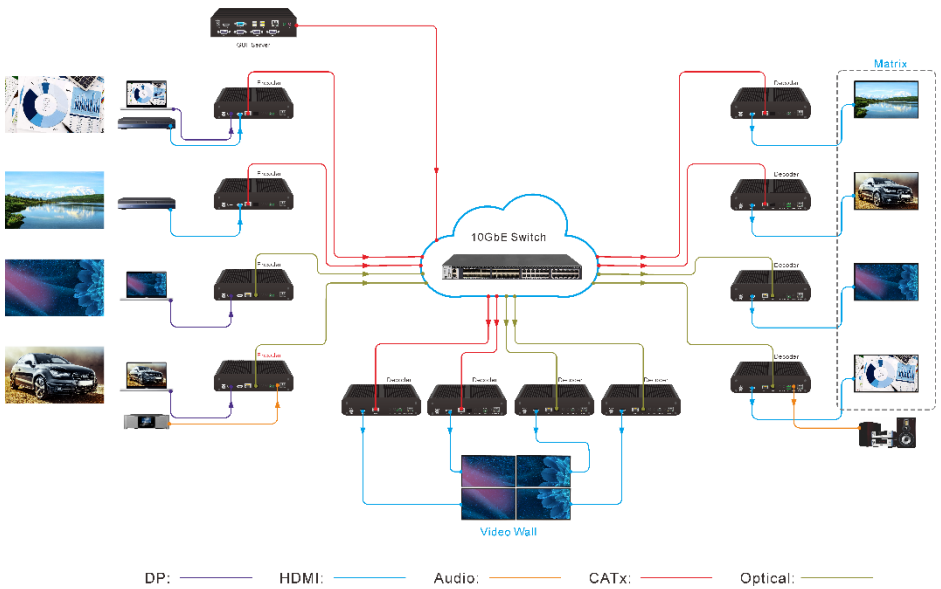 GUI Server
Encoder
Decoder
Matrix
Encoder
Decoder
10GbE Switch
Encoder
Decoder
Encoder
Decoder
Decoder
Decoder
Decoder
Decoder
Video Wall
DP:
HDMI:
Audio:
CATx:
Optical: